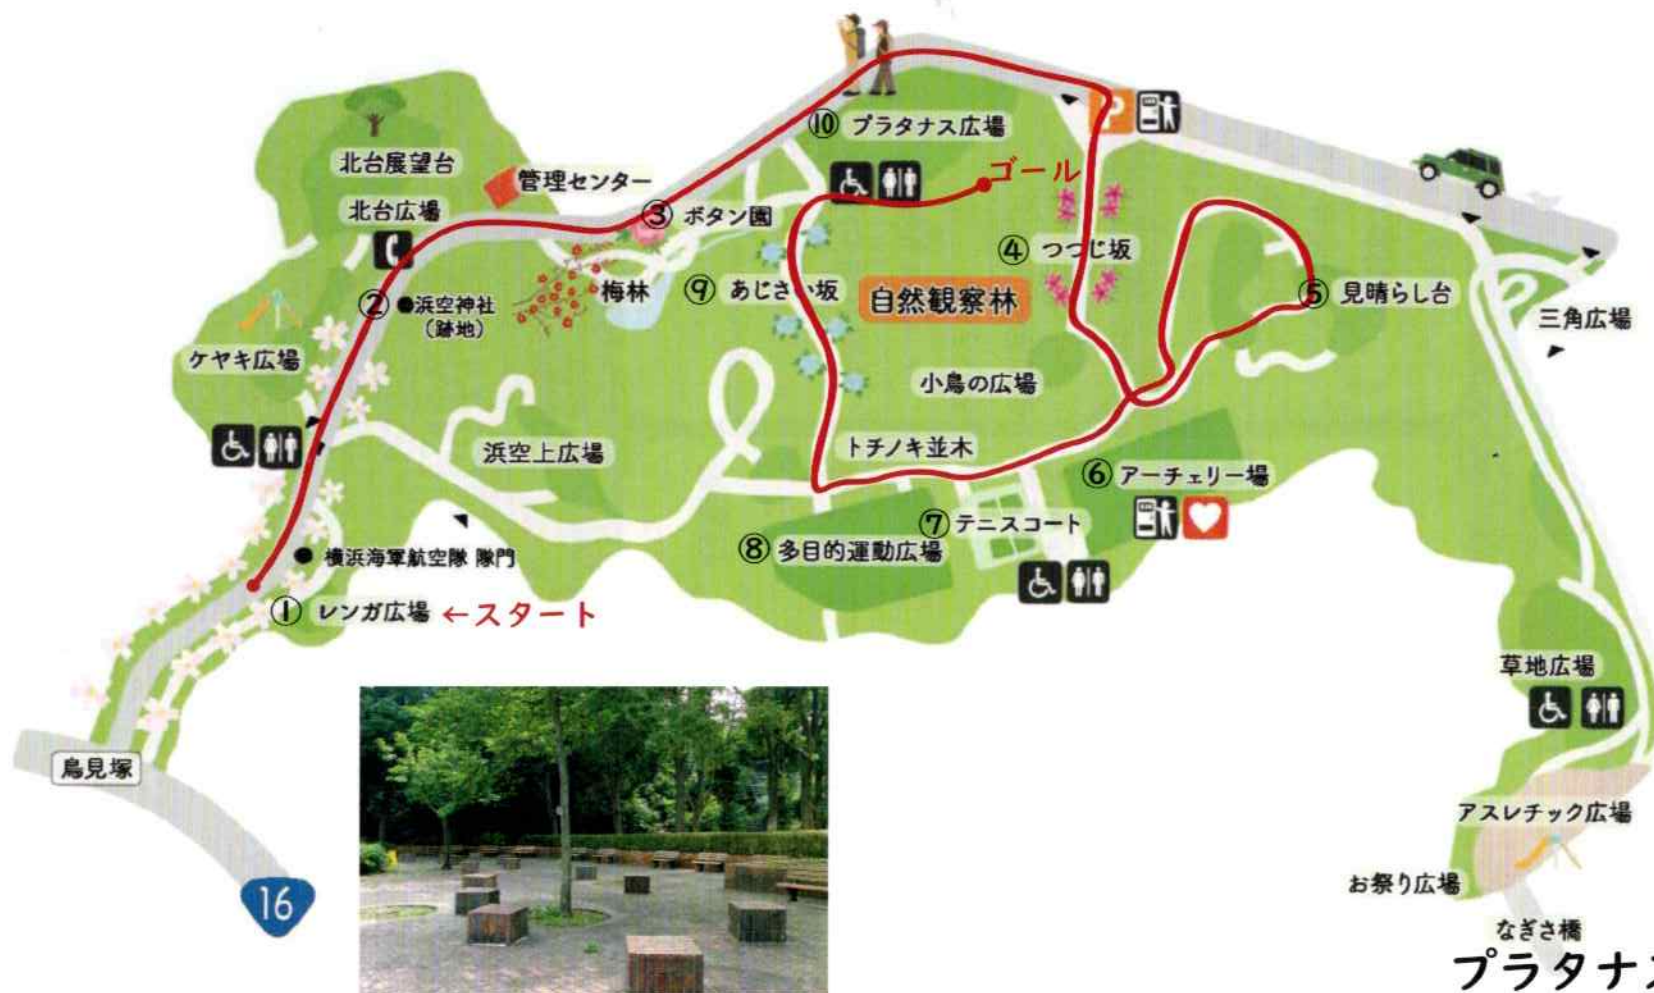 ⑩ プラタナス広場
北台展望台
管理センター
ゴール
北台広場
③ ボタン園
④ つつじ坂
② ●浜空神社
(跡地)
梅林
⑨ あじさい坂
自然観察林
⑤ 見晴らし台
三角広場
ケヤキ広場
小鳥の広場
浜空上広場
トチノキ並木
⑥ アーチェリー場
⑦ テニスコート
⑧ 多目的運動広場
● 横浜海軍航空隊 隊門
① レンガ広場 ←スタート
草地広場
鳥見塚
アスレチック広場
16
お祭り広場
なぎさ橋
プラタナス
P